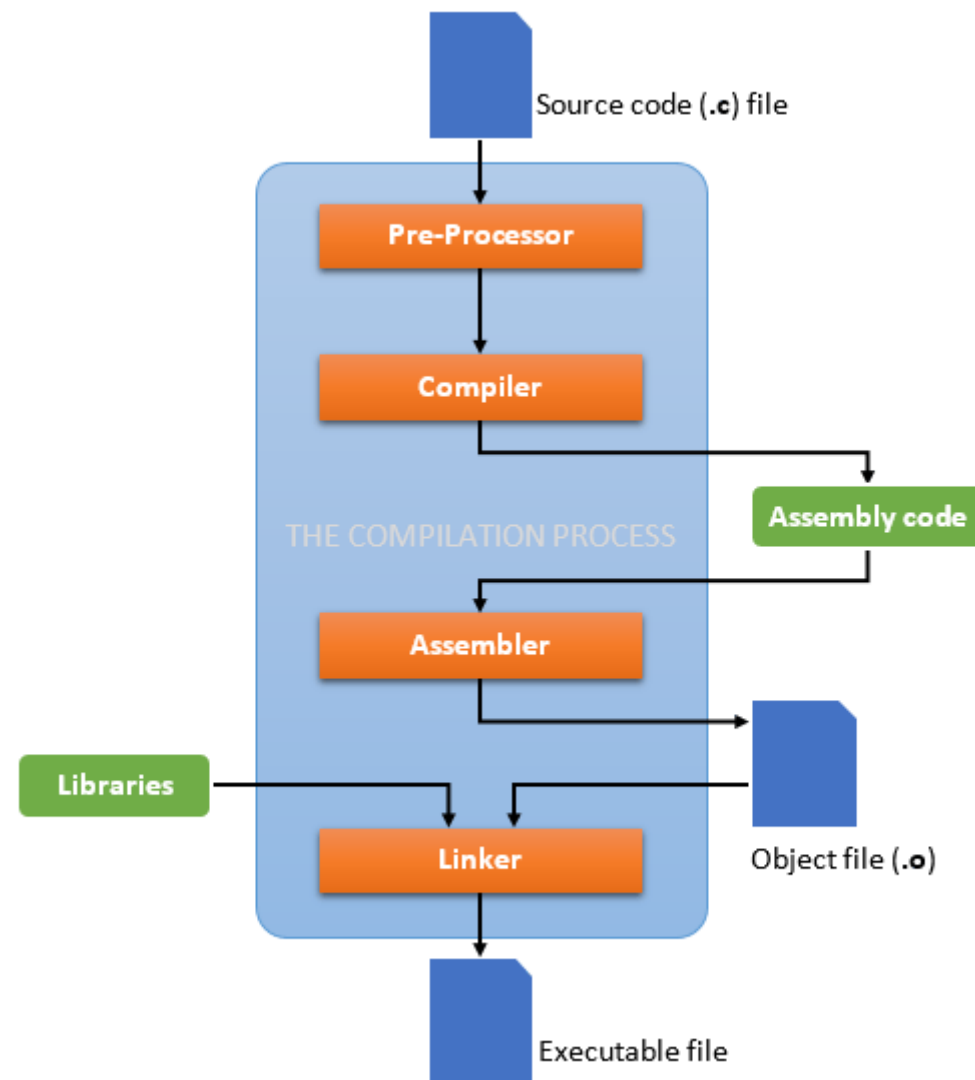 Source code (.c) file
Pre-Processor
Compiler
Assembly code
THE COMPILATION PROCESS
Assembler
Libraries
Linker
Object file (.o)
Executable file